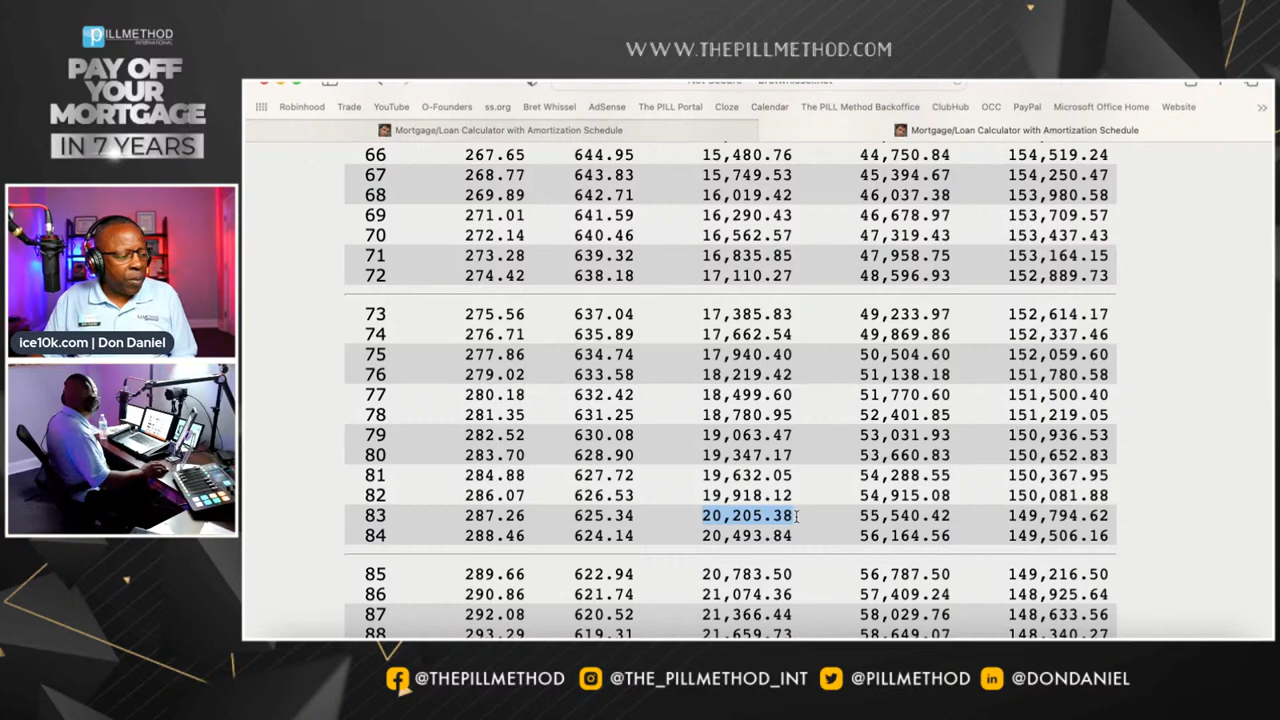 PILLMETHOD
INTERNATIONAL
PAY OFF
YOUR
MORTGAGE
IN 7 YEARS
WWW.THEPILLMETHOD.COM
Robinhood Trade YouTube O-Founders ss.org Bret Whissel AdSense The PILL Portal Cloze Calendar The PILL Method Backoffice ClubHub OCC PayPal Microsoft Office Home Website
Mortgage/Loan Calculator with Amortization Schedule Mortgage/Loan Calculator with Amortization Schedule
66 267.65 644.95 15,480.76 44,750.84 154,519.24
67 268.77 643.83 15,749.53 45,394.67 154,250.47
68 269.89 642.71 16,019.42 46,037.38 153,980.58
69 271.01 641.59 16,290.43 46,678.97 153,709.57
70 272.14 640.46 16,562.57 47,319.43 153,437.43
71 273.28 639.32 16,835.85 47,958.75 153,164.15
72 274.42 638.18 17,110.27 48,596.93 152,889.73
73 275.56 637.04 17,385.83 49,233.97 152,614.17
74 276.71 635.89 17,662.54 49,869.86 152,337.46
75 277.86 634.74 17,940.40 50,504.60 152,059.60
76 279.02 633.58 18,219.42 51,138.18 151,780.58
77 280.18 632.42 18,499.60 51,770.60 151,500.40
78 281.35 631.25 18,780.95 52,401.85 151,219.05
79 282.52 630.08 19,063.47 53,031.93 150,936.53
80 283.70 628.90 19,347.17 53,660.83 150,652.83
81 284.88 627.72 19,632.05 54,288.55 150,367.95
82 286.07 626.53 19,918.12 54,915.08 150,081.88
83 287.26 625.34 20,205.38 55,540.42 149,794.62
84 288.46 624.14 20,493.84 56,164.56 149,506.16
85 289.66 622.94 20,783.50 56,787.50 149,216.50
86 290.86 621.74 21,074.36 57,409.24 148,925.64
87 292.08 620.52 21,366.44 58,029.76 148,633.56
88 293.29 619.31 21,659.73 58,649.07 148,340.27
ice10k.com | Don Daniel
@THEPILLMETHOD @THE_PILLMETHOD_INT @PILLMETHOD @DONDANIEL